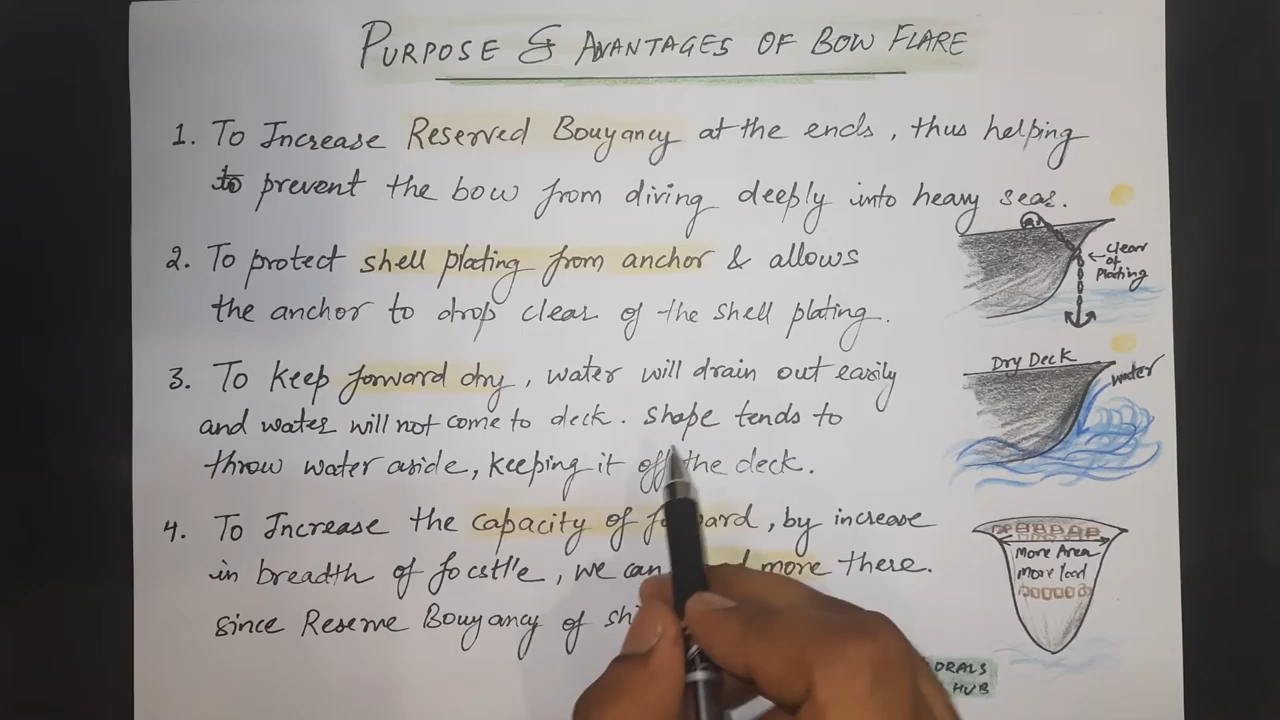 PURPOSE & AVANTAGES OF BOW FLARE
1. To Increase Reserved Bouyancy at the ends, thus helping
to prevent the bow from diving deeply into heavy seas.
2. To protect shell plating from anchor & allows
the anchor to drop clear of the shell plating.
clear
of
Plating
3. To keep forward dry, water will drain out easily
and water will not come to deck. shape tends to
throw water aside, keeping it off the deck.
Dry Deck
water
4. To Increase the capacity of, by increase
in breadth of focstle, we can more there.
since Reserve Bouyancy of
More Area
More load
ORALS
HUB